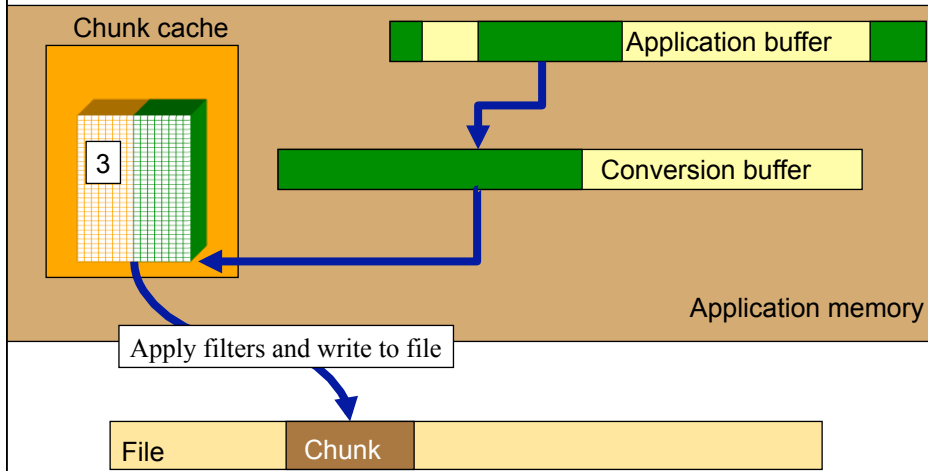 Chunk cache
Application buffer
3
Conversion buffer
Application memory
Apply filters and write to file
File
Chunk